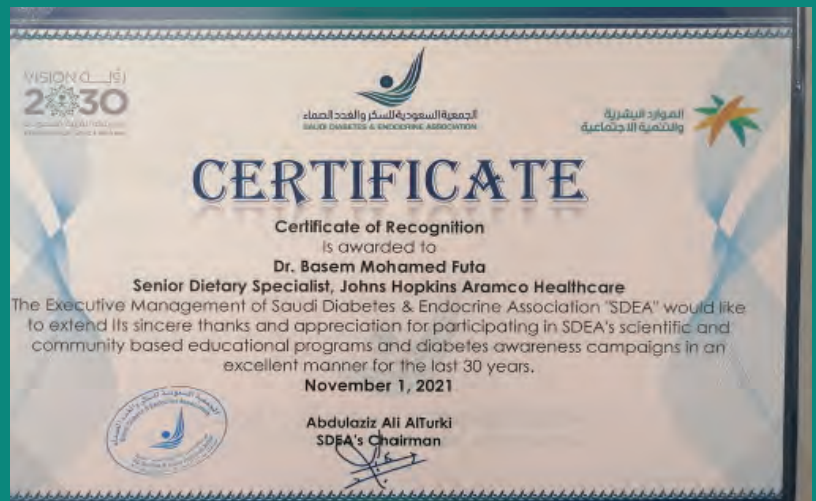 VISION رؤيـــة
2030
الجمعية السعودية للسكر والغدد الصماء
SAUDI DIABETES & ENDOCRINE ASSOCIATION
الموارد البشرية
والتنمية الاجتماعية
CERTIFICATE
Certificate of Recognition
Is awarded to
Dr. Basem Mohamed Futa
Senior Dietary Specialist, Johns Hopkins Aramco Healthcare
The Executive Management of Saudi Diabetes & Endocrine Association "SDEA" would like
to extend Its sincere thanks and appreciation for participating in SDEA's scientific and
community based educational programs and diabetes awareness campaigns in an
excellent manner for the last 30 years.
November 1, 2021
Abdulaziz Ali AlTurki
SDEA's Chairman